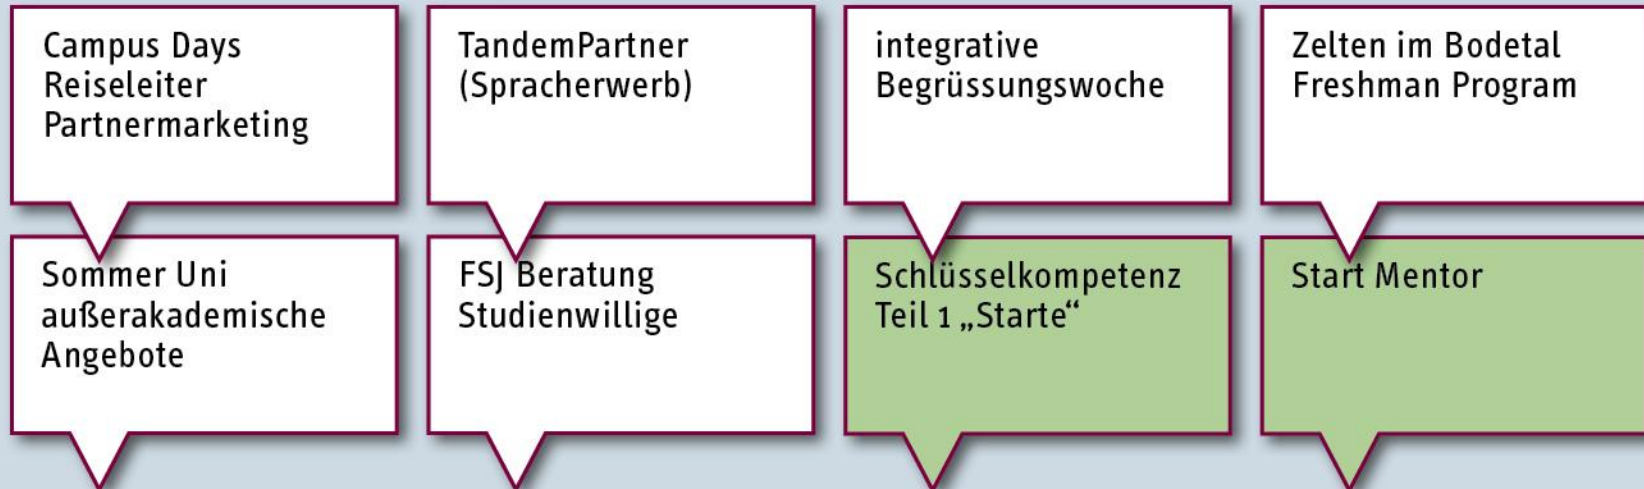 Campus Days
Reiseleiter
Partnermarketing
TandemPartner
(Spracherwerb)
integrative
Begrüssungswoche
Zelten im Bodetal
Freshman Program
Sommer Uni
außerakademische
Angebote
FSJ Beratung
Studienwillige
Schlüsselkompetenz
Teil 1 „Starte“
Start Mentor